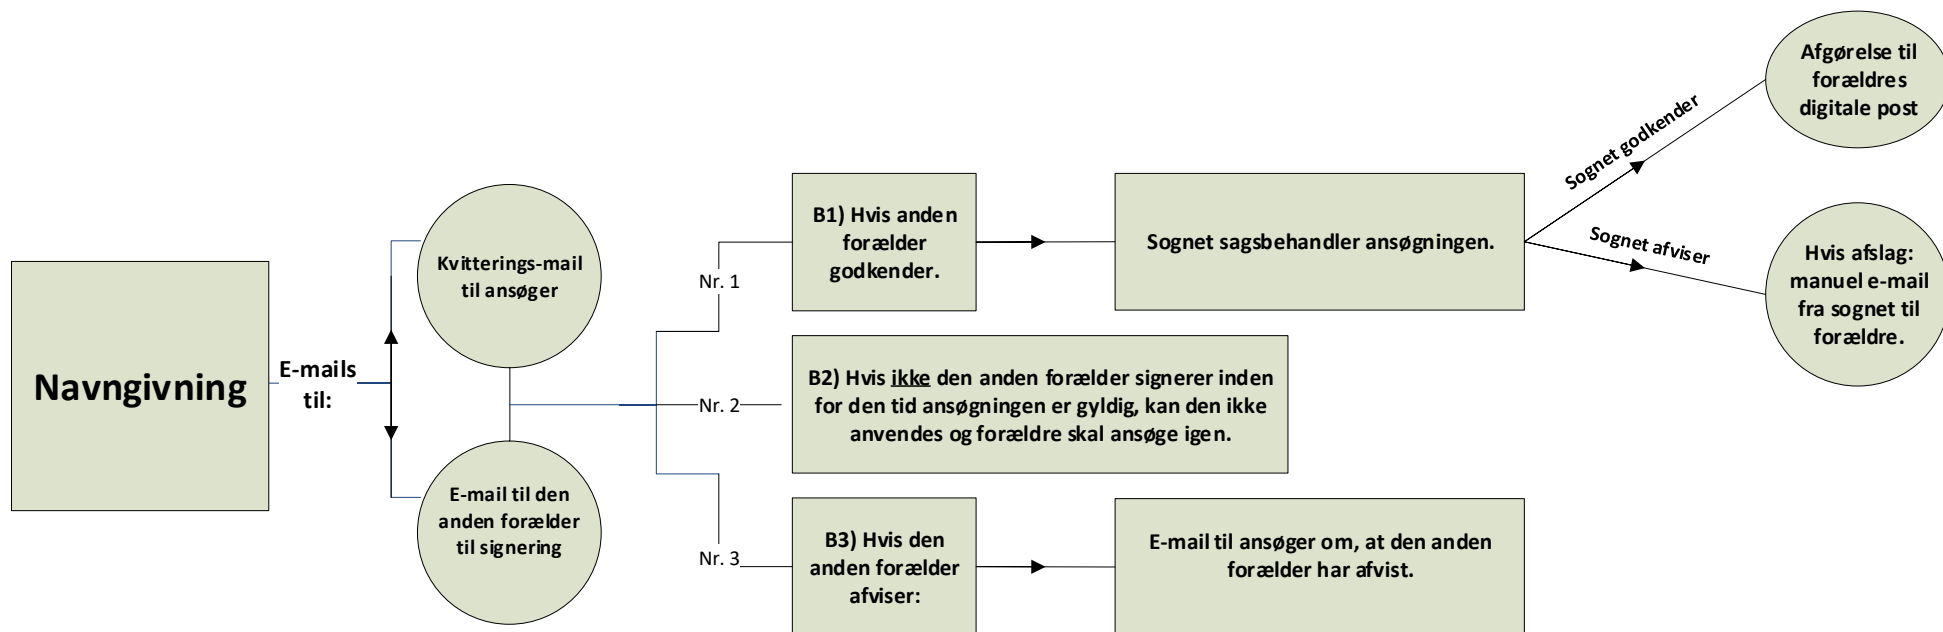 Navngivning
E-mails
til:
Kvitterings-mail
til ansøger
E-mail til den
anden forælder
til signering
Nr. 1
Nr. 2
Nr. 3
B1) Hvis anden
forælder
godkender.
Sognet sagsbehandler ansøgningen.
Sognet godkender
Sognet afviser
Afgørelse til
forældres
digitale post
Hvis afslag:
manuel e-mail
fra sognet til
forældre.
B2) Hvis ikke den anden forælder signerer inden
for den tid ansøgningen er gyldig, kan den ikke
anvendes og forældre skal ansøge igen.
B3) Hvis den
anden forælder
afviser:
E-mail til ansøger om, at den anden
forælder har afvist.